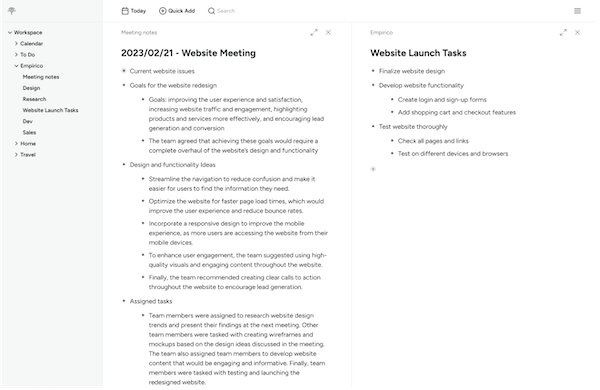 Today
Quick Add
Search
Workspace
Calendar
To Do
Empirico
Meeting notes
Design
Research
Website Launch Tasks
Dev
Sales
Home
Travel
Meeting notes
2023/02/21 - Website Meeting
Current website issues
Goals for the website redesign
Goals: improving the user experience and satisfaction,
increasing website traffic and engagement, highlighting
products and services more effectively, and encouraging lead
generation and conversion
The team agreed that achieving these goals would require a
complete overhaul of the website's design and functionality
Design and functionality Ideas
Streamline the navigation to reduce confusion and make it
easier for users to find the information they need.
Optimize the website for faster page load times, which would
improve the user experience and reduce bounce rates.
Incorporate a responsive design to improve the mobile
experience, as more users are accessing the website from their
mobile devices.
To enhance user engagement, the team suggested using high-
quality visuals and engaging content throughout the website.
Finally, the team recommended creating clear calls to action
throughout the website to encourage lead generation.
Assigned tasks
Team members were assigned to research website design
trends and present their findings at the next meeting. Other
team members were tasked with creating wireframes and
mockups based on the design ideas discussed in the meeting.
The team also assigned team members to develop website
content that would be engaging and informative. Finally, team
members were tasked with testing and launching the
redesigned website.
Empirico
Website Launch Tasks
Finalize website design
Develop website functionality
Create login and sign-up forms
Add shopping cart and checkout features
Test website thoroughly
Check all pages and links
Test on different devices and browsers